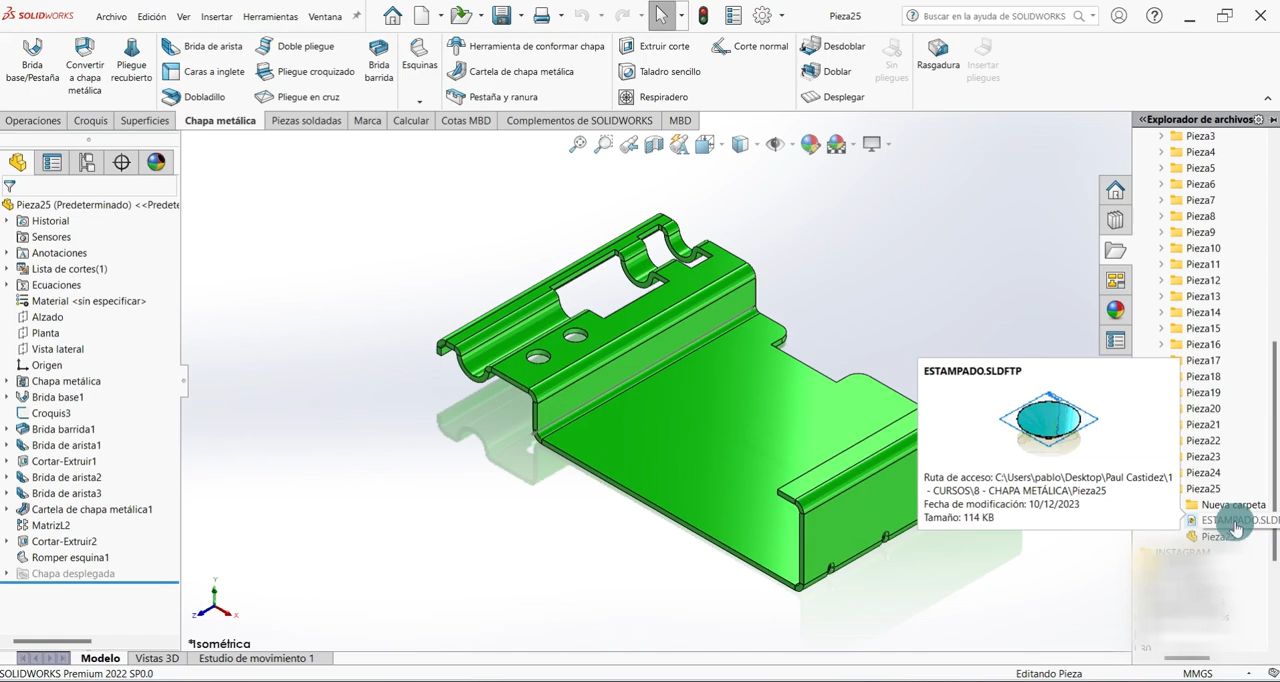 SOLIDWORKS
Archivo Edición Ver Insertar Herramientas Ventana
Pieza25
Buscar en la ayuda de SOLIDWORKS
Brida base/Pestaña
Convertir a chapa metálica
Pliegue recubierto
Brida de arista
Caras a inglete
Dobladillo
Doble pliegue
Pliegue croquizado
Pliegue en cruz
Brida barrida
Esquinas
Herramienta de conformar chapa
Cartela de chapa metálica
Pestaña y ranura
Extruir corte
Taladro sencillo
Respiradero
Corte normal
Desdoblar
Doblar
Desplegar
Sin pliegues
Rasgadura
Insertar pliegues
Operaciones Croquis Superficies Chapa metálica Piezas soldadas Marca Calcular Cotas MBD Complementos de SOLIDWORKS MBD
Pieza25 (Predeterminado) <<Predete
Historial
Sensores
Anotaciones
Lista de cortes(1)
Ecuaciones
Material <sin especificar>
Alzado
Planta
Vista lateral
Origen
Chapa metálica
Brida base1
Croquis3
Brida barrida1
Brida de arista1
Cortar-Extruir1
Brida de arista2
Brida de arista3
Cartela de chapa metálica1
MatrizL2
Cortar-Extruir2
Romper esquina1
Chapa desplegada
Y
Z
X
*Isométrica
Explorador de archivos
Pieza3
Pieza4
Pieza5
Pieza6
Pieza7
Pieza8
Pieza9
Pieza10
Pieza11
Pieza12
Pieza13
Pieza14
Pieza15
Pieza16
Pieza17
Pieza18
Pieza19
Pieza20
Pieza21
Pieza22
Pieza23
Pieza24
Pieza25
Nueva carpeta
ESTAMPADO.SLDF
ESTAMPADO.SLDFTP
Ruta de acceso: C:\Users\pablo\Desktop\Paul Castidez\1
- CURSOS\8 - CHAPA METÁLICA\Pieza25
Fecha de modificación: 10/12/2023
Tamaño: 114 KB
Modelo Vistas 3D Estudio de movimiento 1
SOLIDWORKS Premium 2022 SP0.0
Editando Pieza
MMGS